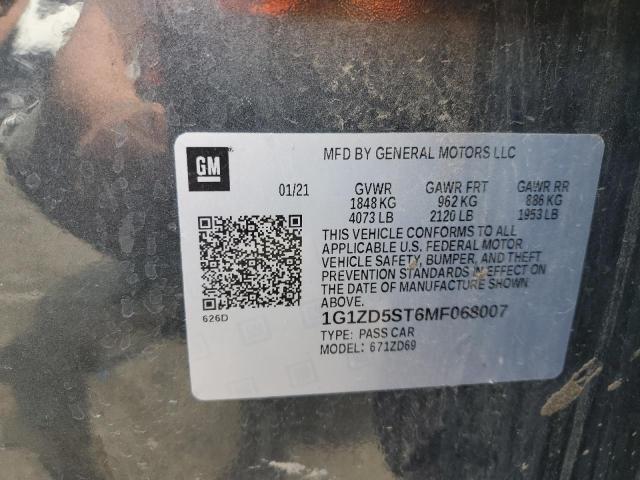 GM
MFD BY GENERAL MOTORS LLC
01/21 GVWR GAWR FRT GAWR RR
1848 KG 962 KG 886 KG
4073 LB 2120 LB 1953 LB
THIS VEHICLE CONFORMS TO ALL
APPLICABLE U.S. FEDERAL MOTOR
VEHICLE SAFETY, BUMPER, AND THEFT
PREVENTION STANDARDS IN EFFECT ON
THE DATE OF MANUFACTURE SHOWN
ABOVE.
626D
1G1ZD5ST6MF068007
TYPE: PASS CAR
MODEL: 671ZD69